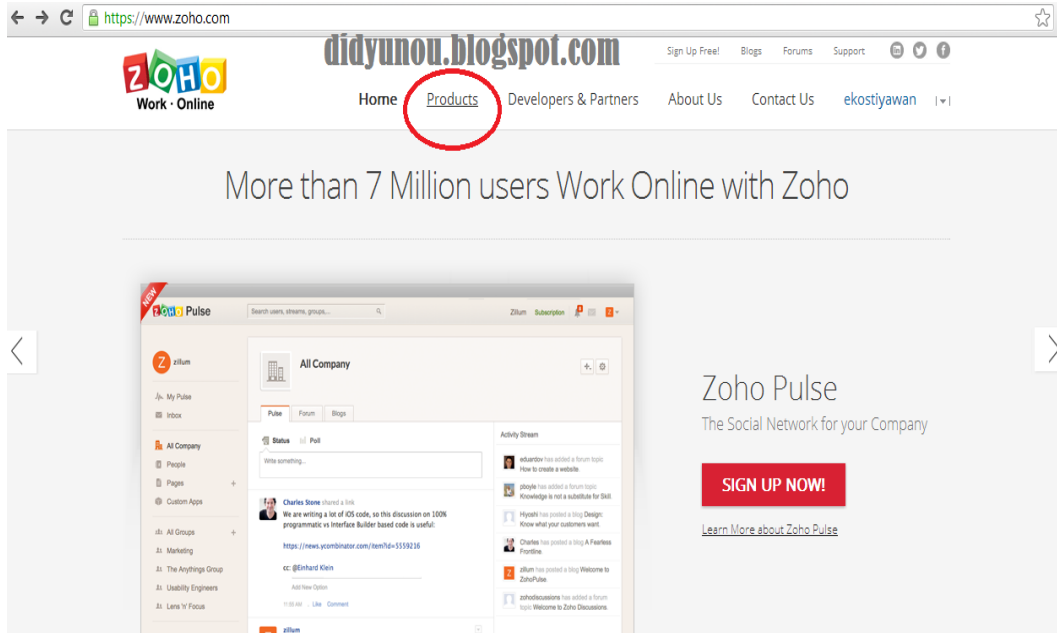 https://www.zoho.com
didyunou.blogspot.com
Sign Up Free! Blogs Forums Support
ZOHO
Work · Online
Home Products Developers & Partners About Us Contact Us ekostiyawan
More than 7 Million users Work Online with Zoho
NEW
ZOHO Pulse
Search users, streams, groups,...
Zillum Subscription
Z zillum
My Pulse
Inbox
All Company
People
Pages +
Custom Apps
All Groups +
Marketing
The Anythings Group
Usability Engineers
Lens 'n' Focus
All Company
Pulse Forum Blogs
Status Poll
Write something...
Charles Stone shared a link
We are writing a lot of iOS code, so this discussion on 100%
programmatic vs Interface Builder based code is useful:
https://news.ycombinator.com/item?id=5559216
cc: @Einhard Klein
Add New Option
11:55 AM . Like Comment
zillum
Activity Stream
eduardov has added a forum topic
How to create a website.
pboyle has added a forum topic
Knowledge is not a substitute for Skill.
Hiyoshi has posted a blog Design:
Know what your customers want.
Charles has posted a blog A Fearless
Frontline.
zillum has posted a blog Welcome to
ZohoPulse.
zohodiscussions has added a forum
topic Welcome to Zoho Discussions.
Zoho Pulse
The Social Network for your Company
SIGN UP NOW!
Learn More about Zoho Pulse